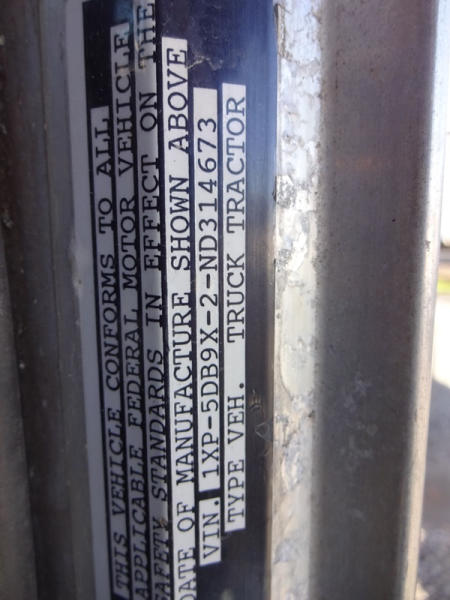 THIS VEHICLE CONFORMS TO ALL
APPLICABLE FEDERAL MOTOR VEHICLE
SAFETY STANDARDS IN EFFECT ON THE
DATE OF MANUFACTURE SHOWN ABOVE
VIN. 1XP-5DB9X-2-ND314673
TYPE VEH. TRUCK TRACTOR